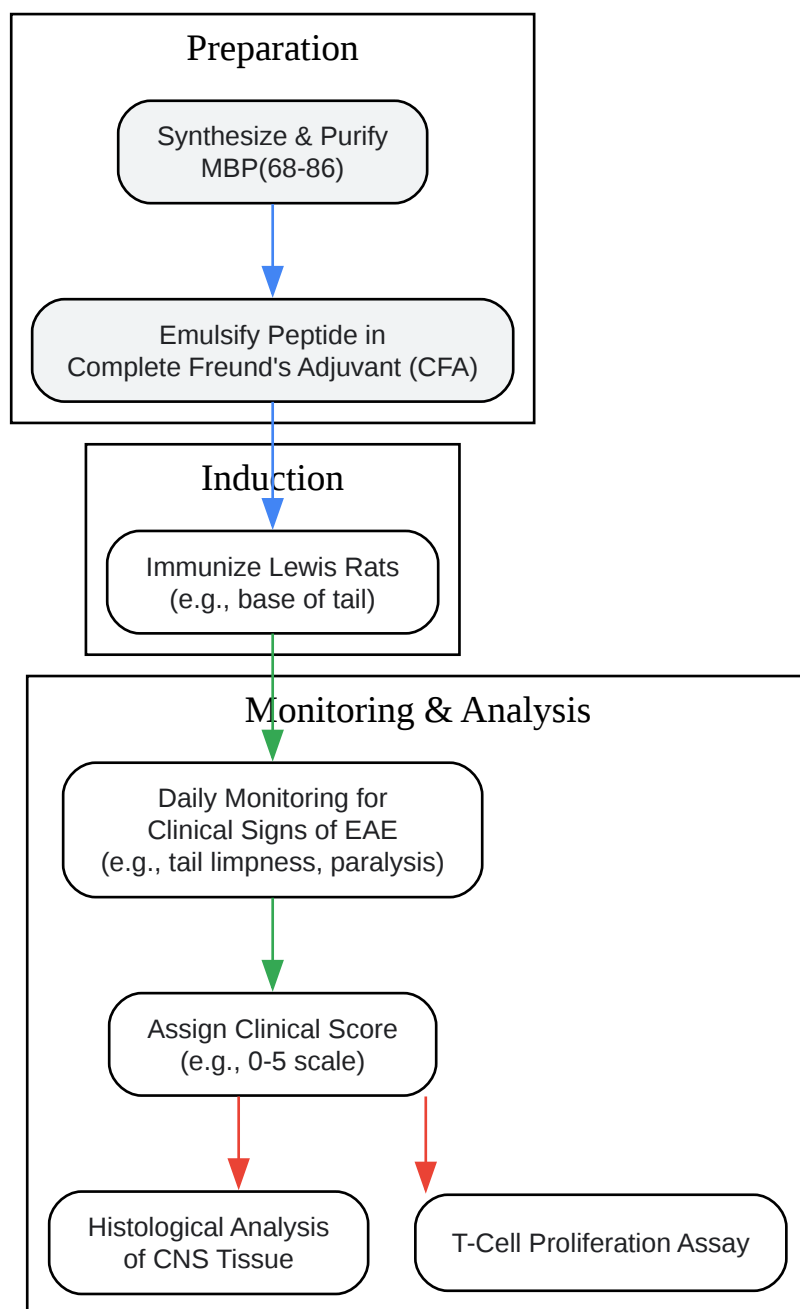 Preparation
Synthesize & Purify
MBP(68-86)
Emulsify Peptide in
Complete Freund's Adjuvant (CFA)
Induction
Immunize Lewis Rats
(e.g., base of tail)
Monitoring & Analysis
Daily Monitoring for
Clinical Signs of EAE
(e.g., tail limpness, paralysis)
Assign Clinical Score
(e.g., 0-5 scale)
Histological Analysis
of CNS Tissue
T-Cell Proliferation Assay